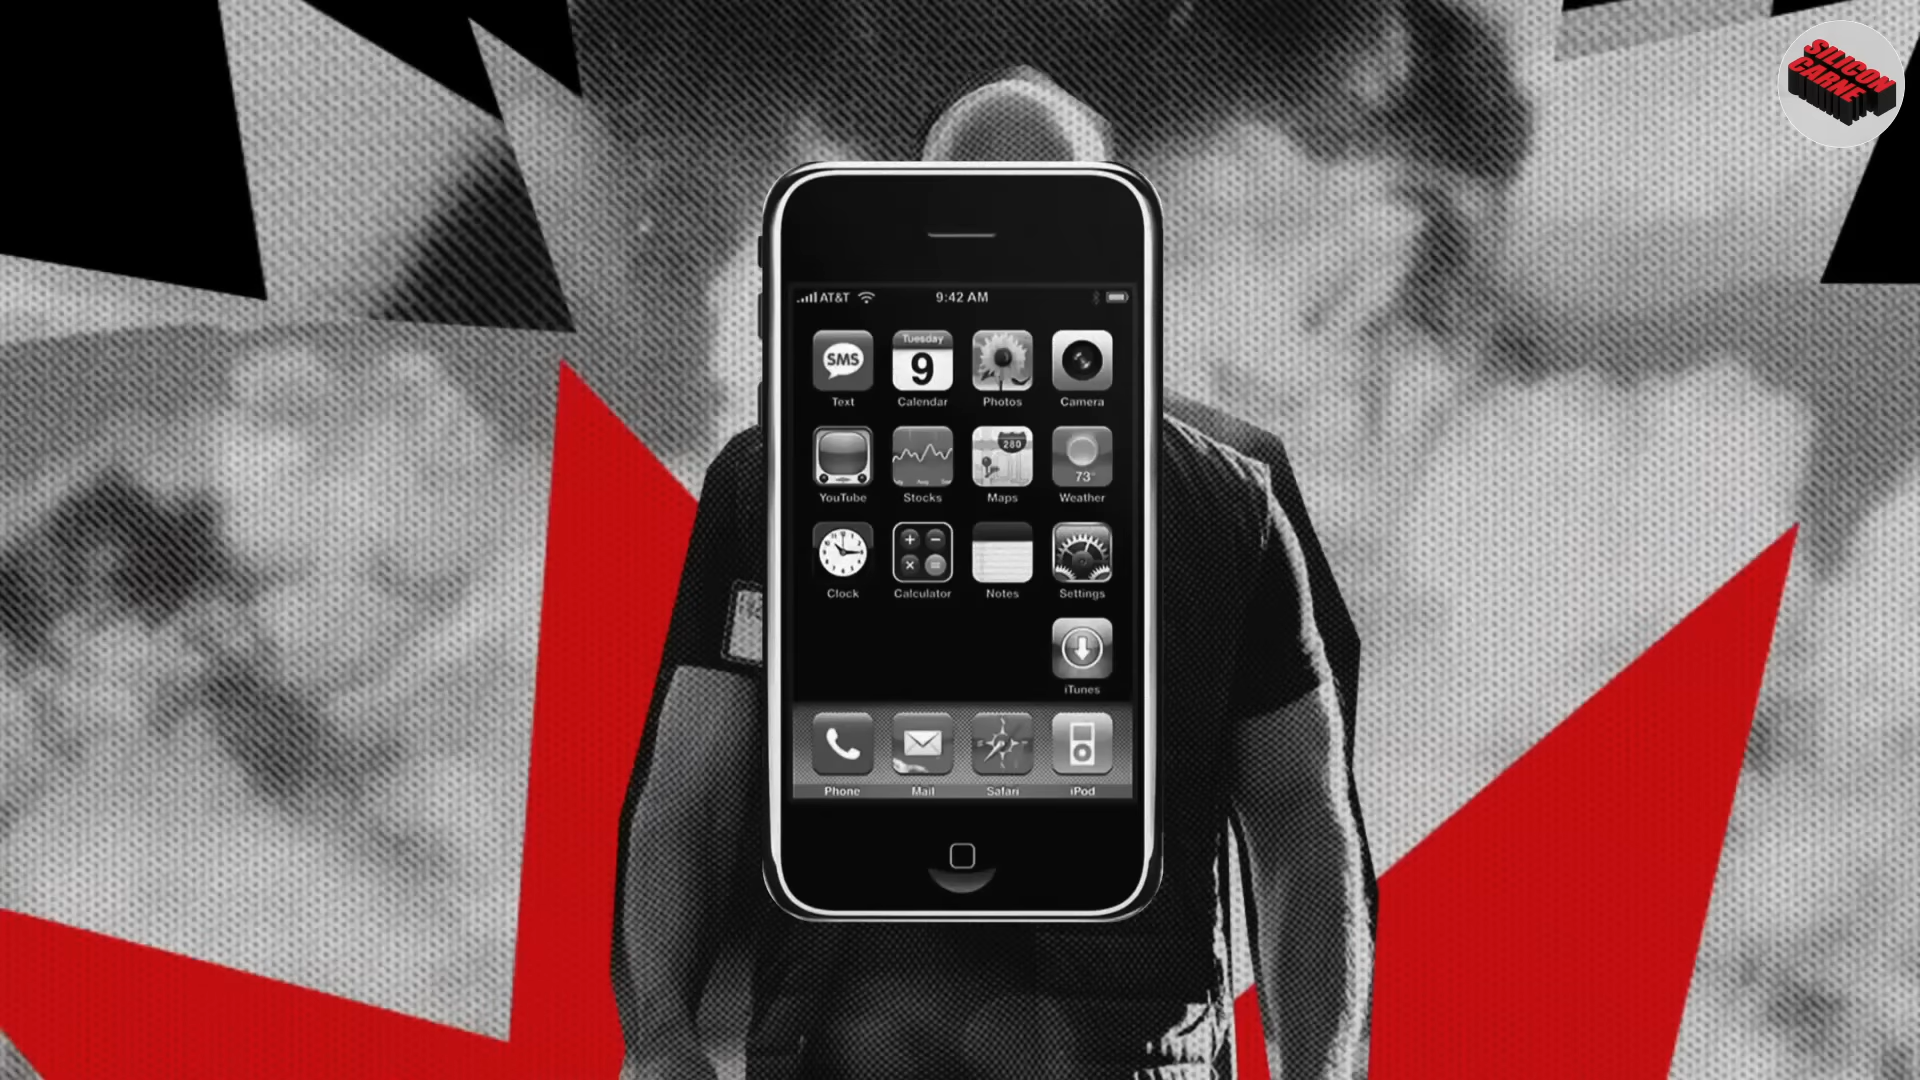 SILICON
CARNE
AT&T 9:42 AM
Tuesday
SMS 9
Text Calendar Photos Camera
280
73°
YouTube Stocks Maps Weather
Clock Calculator Notes Settings
iTunes
Phone Mail Safari iPod